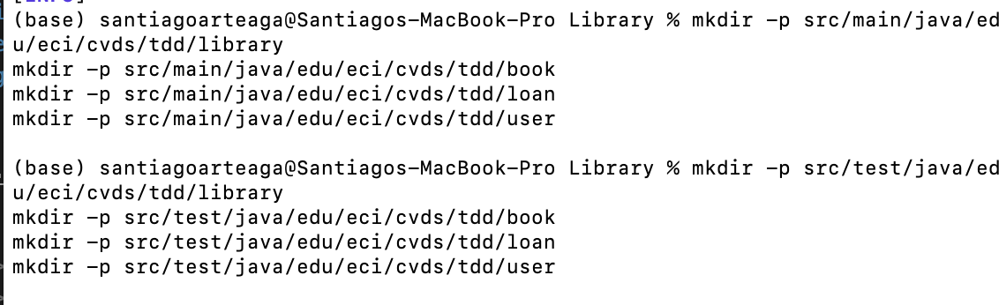 [INFO]
(base) santiagoarteaga@Santiagos-MacBook-Pro Library % mkdir -p src/main/java/ed
u/eci/cvds/tdd/library
mkdir -p src/main/java/edu/eci/cvds/tdd/book
mkdir -p src/main/java/edu/eci/cvds/tdd/loan
mkdir -p src/main/java/edu/eci/cvds/tdd/user
(base) santiagoarteaga@Santiagos-MacBook-Pro Library % mkdir -p src/test/java/ed
u/eci/cvds/tdd/library
mkdir -p src/test/java/edu/eci/cvds/tdd/book
mkdir -p src/test/java/edu/eci/cvds/tdd/loan
mkdir -p src/test/java/edu/eci/cvds/tdd/user